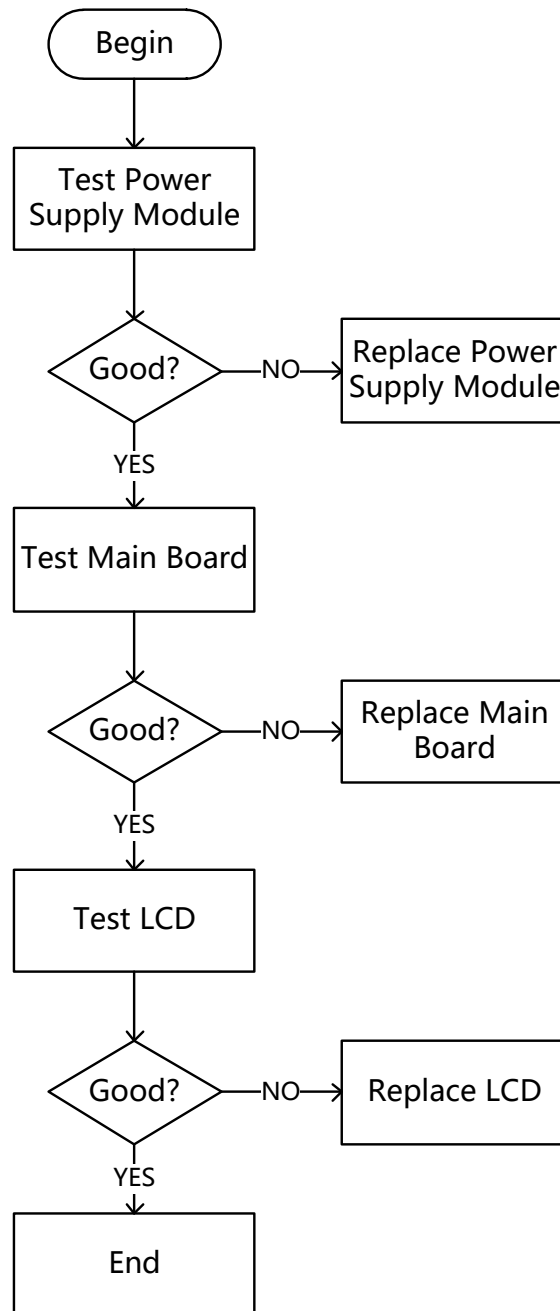 Begin
Test Power
Supply Module
Good?
NO
Replace Power
Supply Module
YES
Test Main Board
Good?
NO
Replace Main
Board
YES
Test LCD
Good?
NO
Replace LCD
YES
End